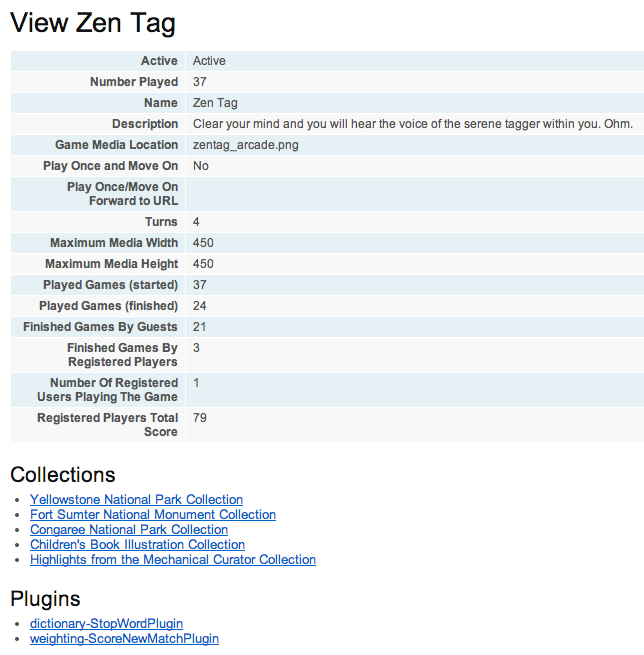 View Zen Tag
Active Active
Number Played 37
Name Zen Tag
Description Clear your mind and you will hear the voice of the serene tagger within you. Ohm.
Game Media Location zentag_arcade.png
Play Once and Move On No
Play Once/Move On
Forward to URL
Turns 4
Maximum Media Width 450
Maximum Media Height 450
Played Games (started) 37
Played Games (finished) 24
Finished Games By Guests 21
Finished Games By 3
Registered Players
Number Of Registered 1
Users Playing The Game
Registered Players Total 79
Score
Collections
Yellowstone National Park Collection
Fort Sumter National Monument Collection
Congaree National Park Collection
Children's Book Illustration Collection
Highlights from the Mechanical Curator Collection
Plugins
dictionary-StopWordPlugin
weighting-ScoreNewMatchPlugin